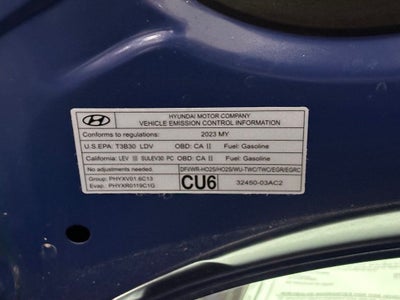 HYUNDAI MOTOR COMPANY
VEHICLE EMISSION CONTROL INFORMATION
Conforms to regulations: 2023 MY
U.S.EPA: T3B30 LDV OBD: CA II Fuel: Gasoline
California: LEV III SULEV30 PC OBD: CA II Fuel: Gasoline
No adjustments needed. DFI/WR-HO2S/HO2S/WU-TWC/TWC/EGR/EGRC
Group: PHYXV01.6C13
Evap.: PHYXR0119C1G
CU6 32450-03AC2